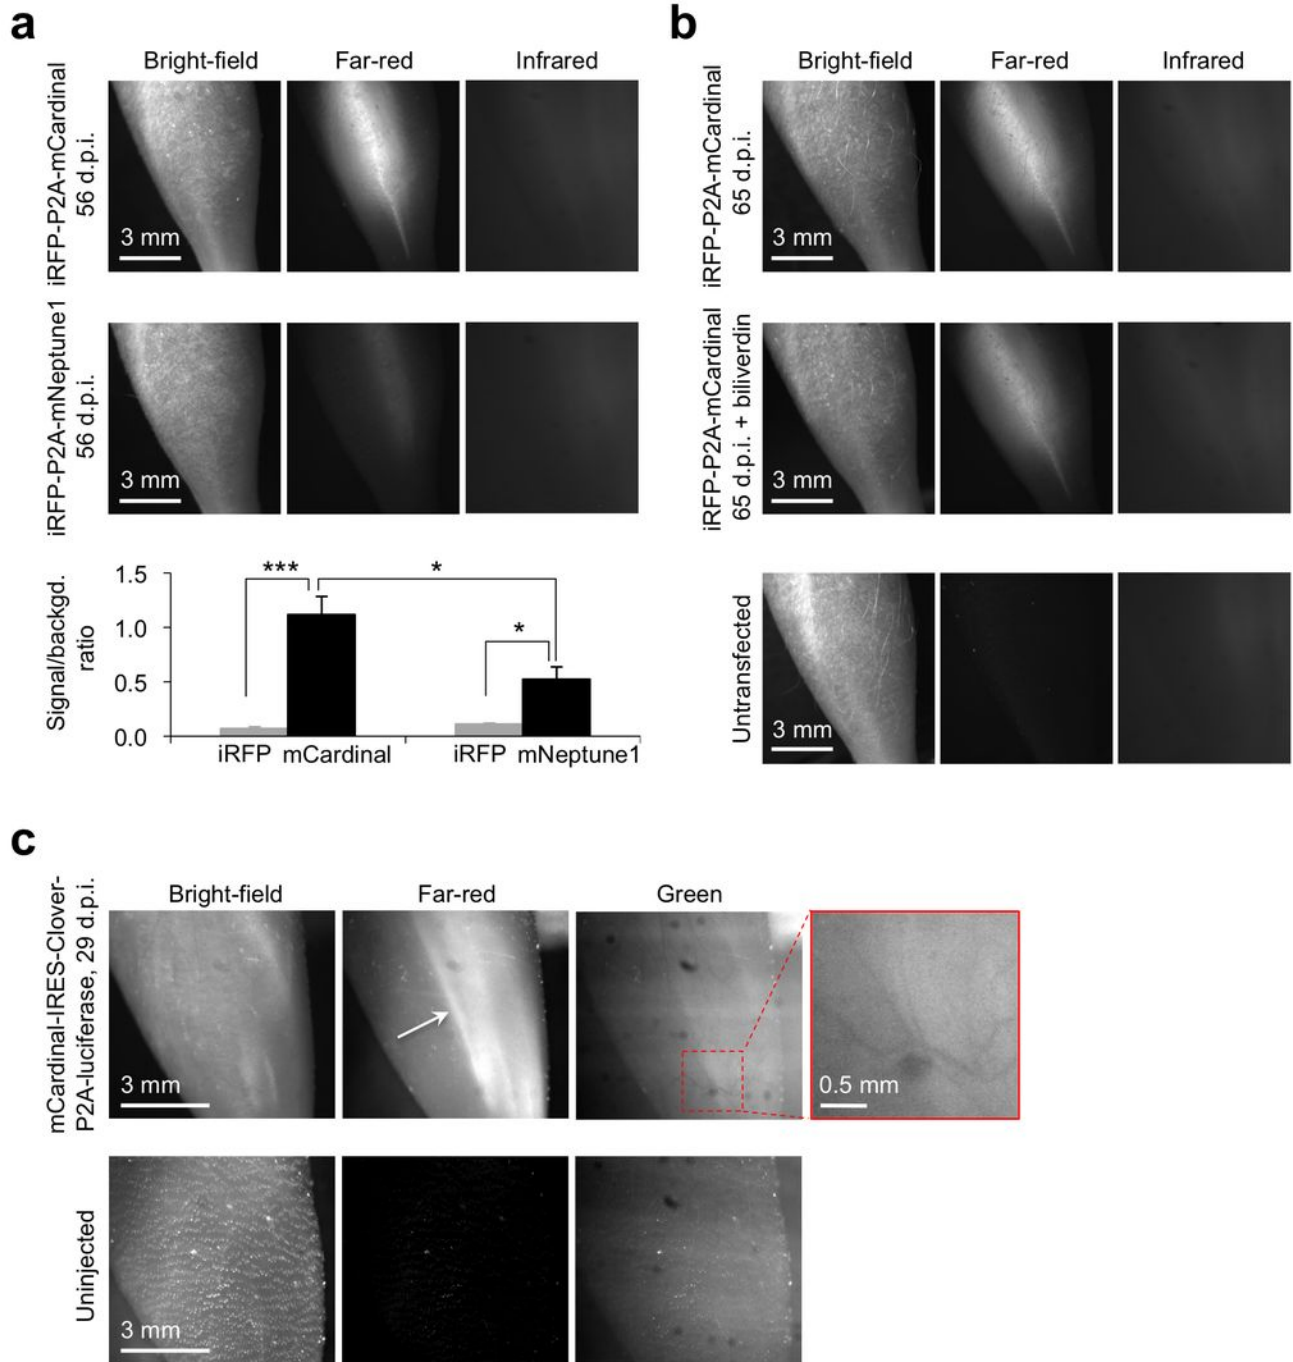 a
Bright-field
Far-red
Infrared
iRFP-P2A-mCardinal
56 d.p.i.
3 mm
iRFP-P2A-mNeptune1
56 d.p.i.
3 mm
Signal/backgd.
ratio
1.5
1.0
0.5
0.0
***
*
*
iRFP
mCardinal
iRFP
mNeptune1
b
Bright-field
Far-red
Infrared
iRFP-P2A-mCardinal
65 d.p.i.
3 mm
iRFP-P2A-mCardinal
65 d.p.i. + biliverdin
3 mm
Untransfected
3 mm
c
Bright-field
Far-red
Green
mCardinal-IRES-Clover-
P2A-luciferase, 29 d.p.i.
3 mm
0.5 mm
Uninjected
3 mm